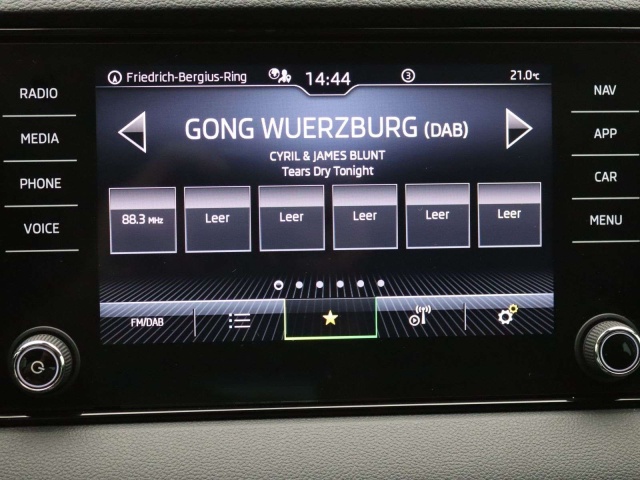 Friedrich-Bergius-Ring 14:44 3 21.0°C
RADIO
MEDIA
PHONE
VOICE
GONG WUERZBURG (DAB)
CYRIL & JAMES BLUNT
Tears Dry Tonight
88.3 MHz Leer Leer Leer Leer Leer
FM/DAB
NAV
APP
CAR
MENU